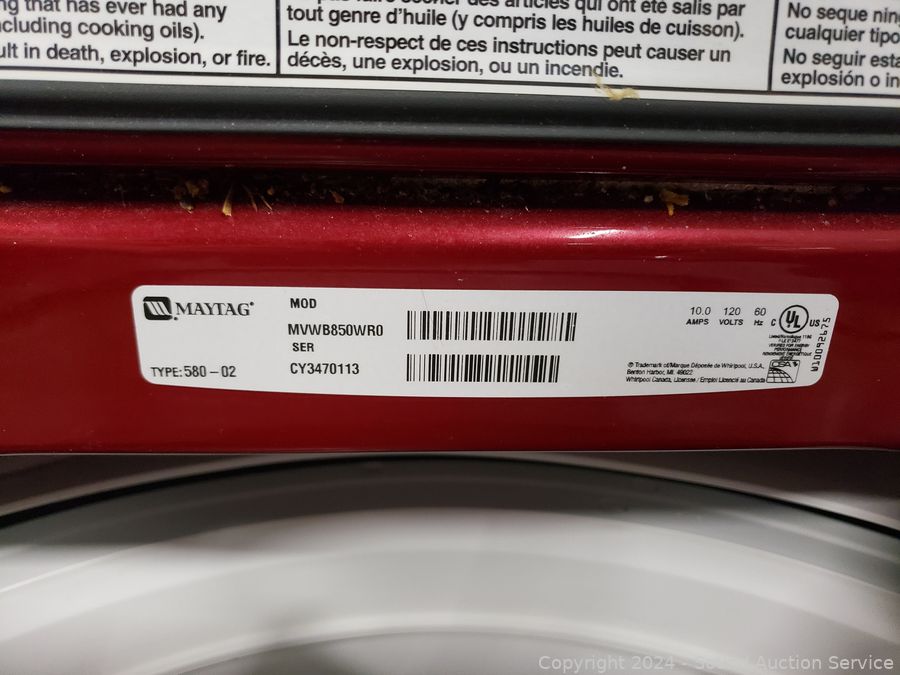 ng that has ever had any
cluding cooking oils).
ult in death, explosion, or fire.
tout genre d'huile (y compris les huiles de cuisson).
Le non-respect de ces instructions peut causer un
décès, une explosion, ou un incendie.
No seque nin
cualquier tipo
No seguir esta
explosión o in
MAYTAG
MOD
MVWB850WR0
SER
CY3470113
TYPE: 580-02
10.0 120 60
AMPS VOLTS Hz
C UL US
W10092675
® Trademark of/Marque Déposée de Whirlpool, U.S.A.,
Benton Harbor, MI. 49022
Whirlpool Canada, Licensee / Emploi Licencié au Canada
Copyright 2024 - Auction Service